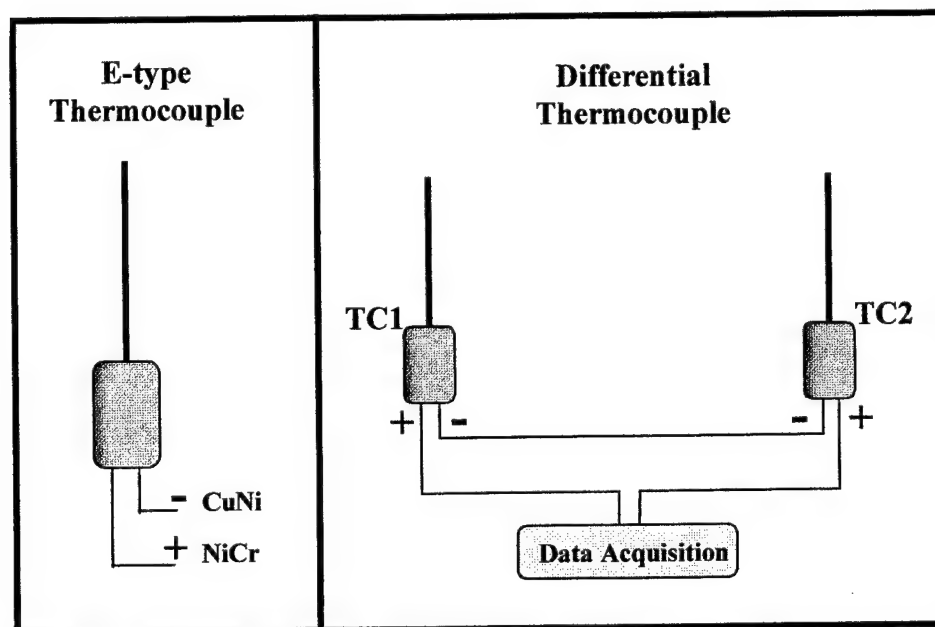 E-type
Thermocouple
- CuNi
+ NiCr
Differential
Thermocouple
TC1
TC2
+ -
- +
Data Acquisition